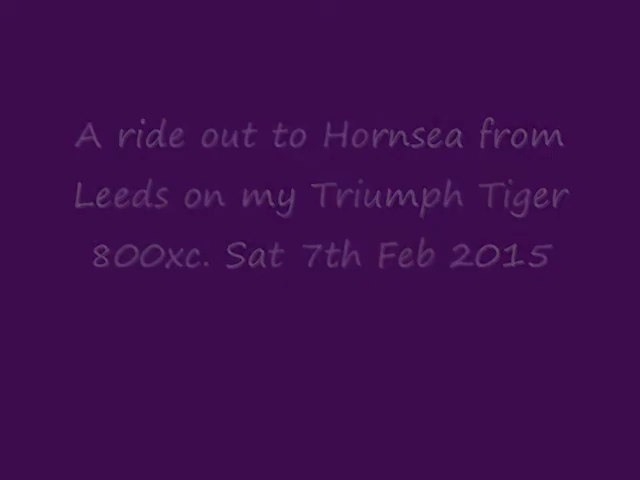 A ride out to Hornsea from
Leeds on my Triumph Tiger
800xc. Sat 7th Feb 2015